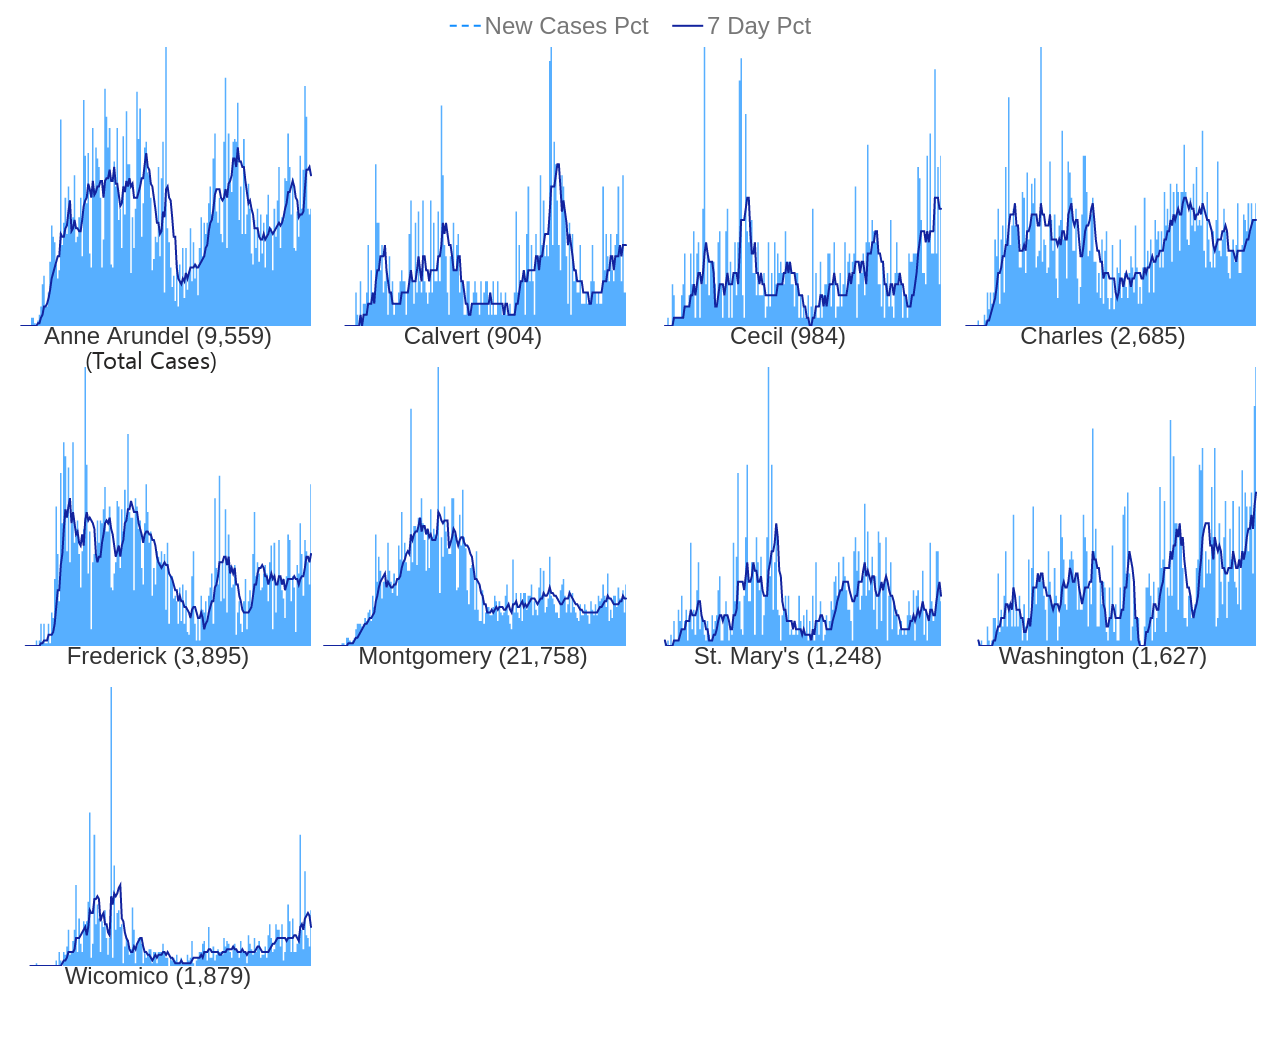 New Cases Pct 7 Day Pct
Anne Arundel (9,559) Calvert (904) Cecil (984) Charles (2,685)
(Total Cases)
Frederick (3,895) Montgomery (21,758) St. Mary's (1,248) Washington (1,627)
Wicomico (1,879)